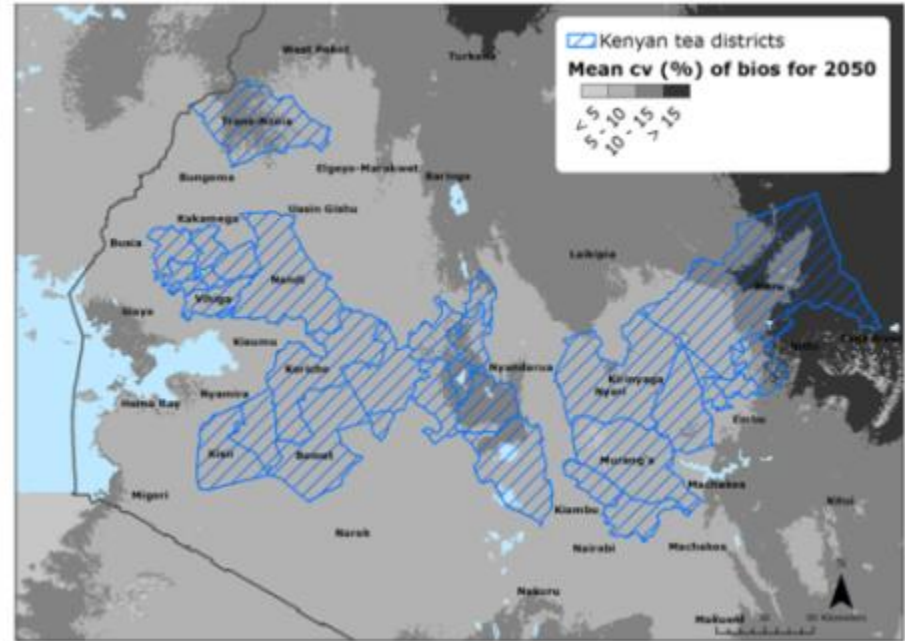 Kenyan tea districts
Mean cv (%) of bios for 2050
< 5
5 - 10
10 - 15
> 15
West Pokot
Turkana
Trans-Nzoia
Elgeyo-Marakwet
Baringo
Bungoma
Uasin Gishu
Kakamega
Busia
Laikipia
Nandi
Meru
Vihiga
Siaya
Kisumu
Nyandarua
Kericho
Kirinyaga
Nyeri
Nyamira
Homa Bay
Embu
Kisii
Bomet
Murang'a
Machakos
Migori
Kitui
Kiambu
Narok
Nairobi
Machakos
Nakuru
Makueni
Kilometers